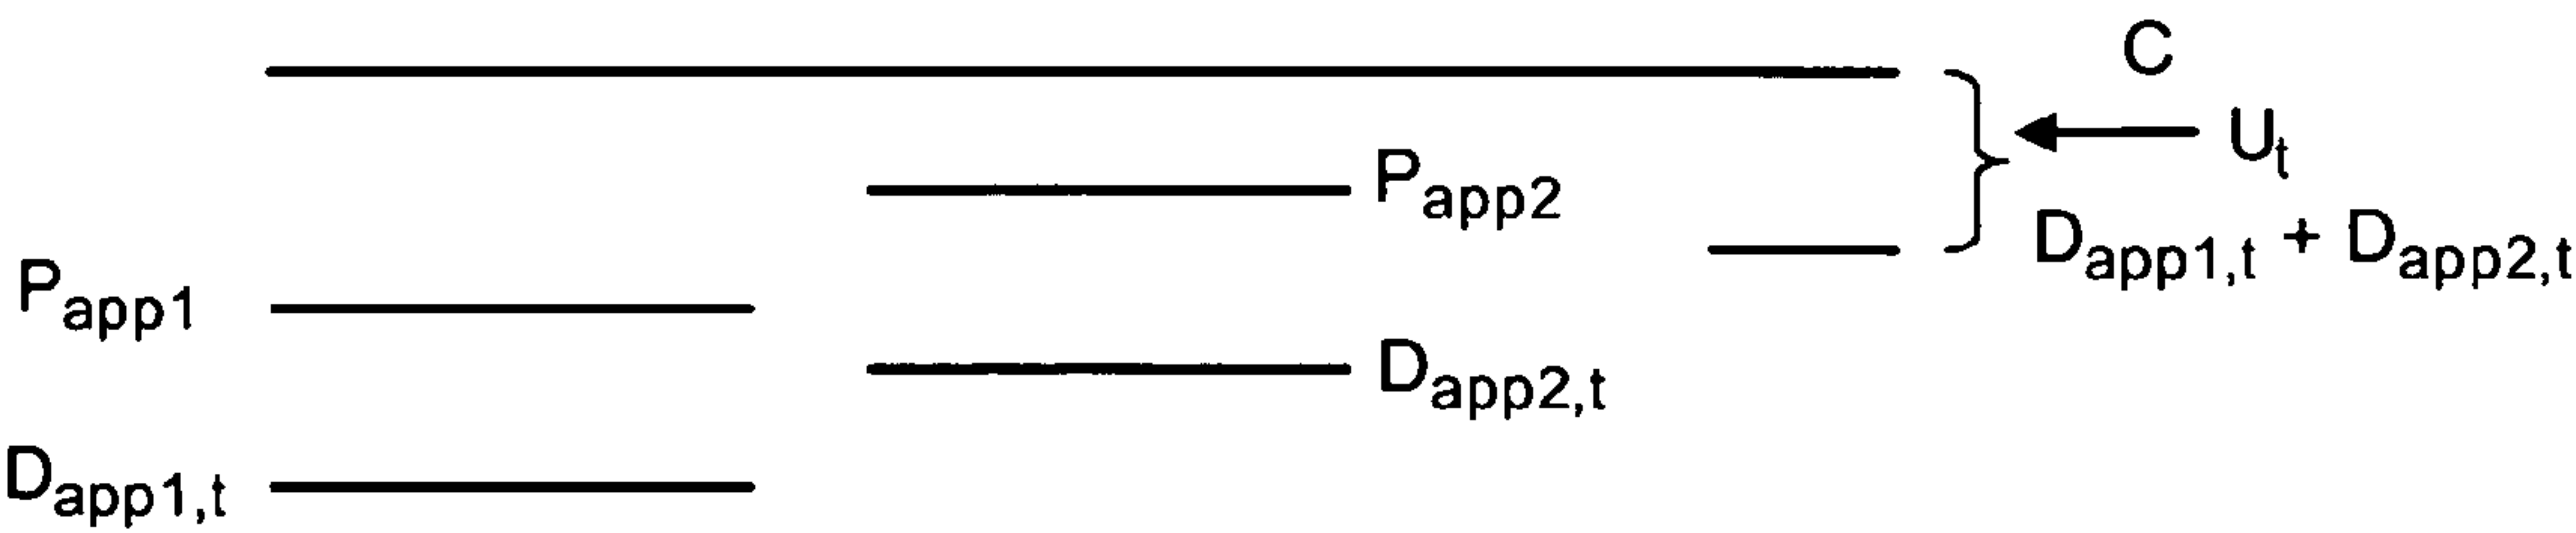 C
U_t
P_app2
D_app1,t + D_app2,t
P_app1
D_app2,t
D_app1,t